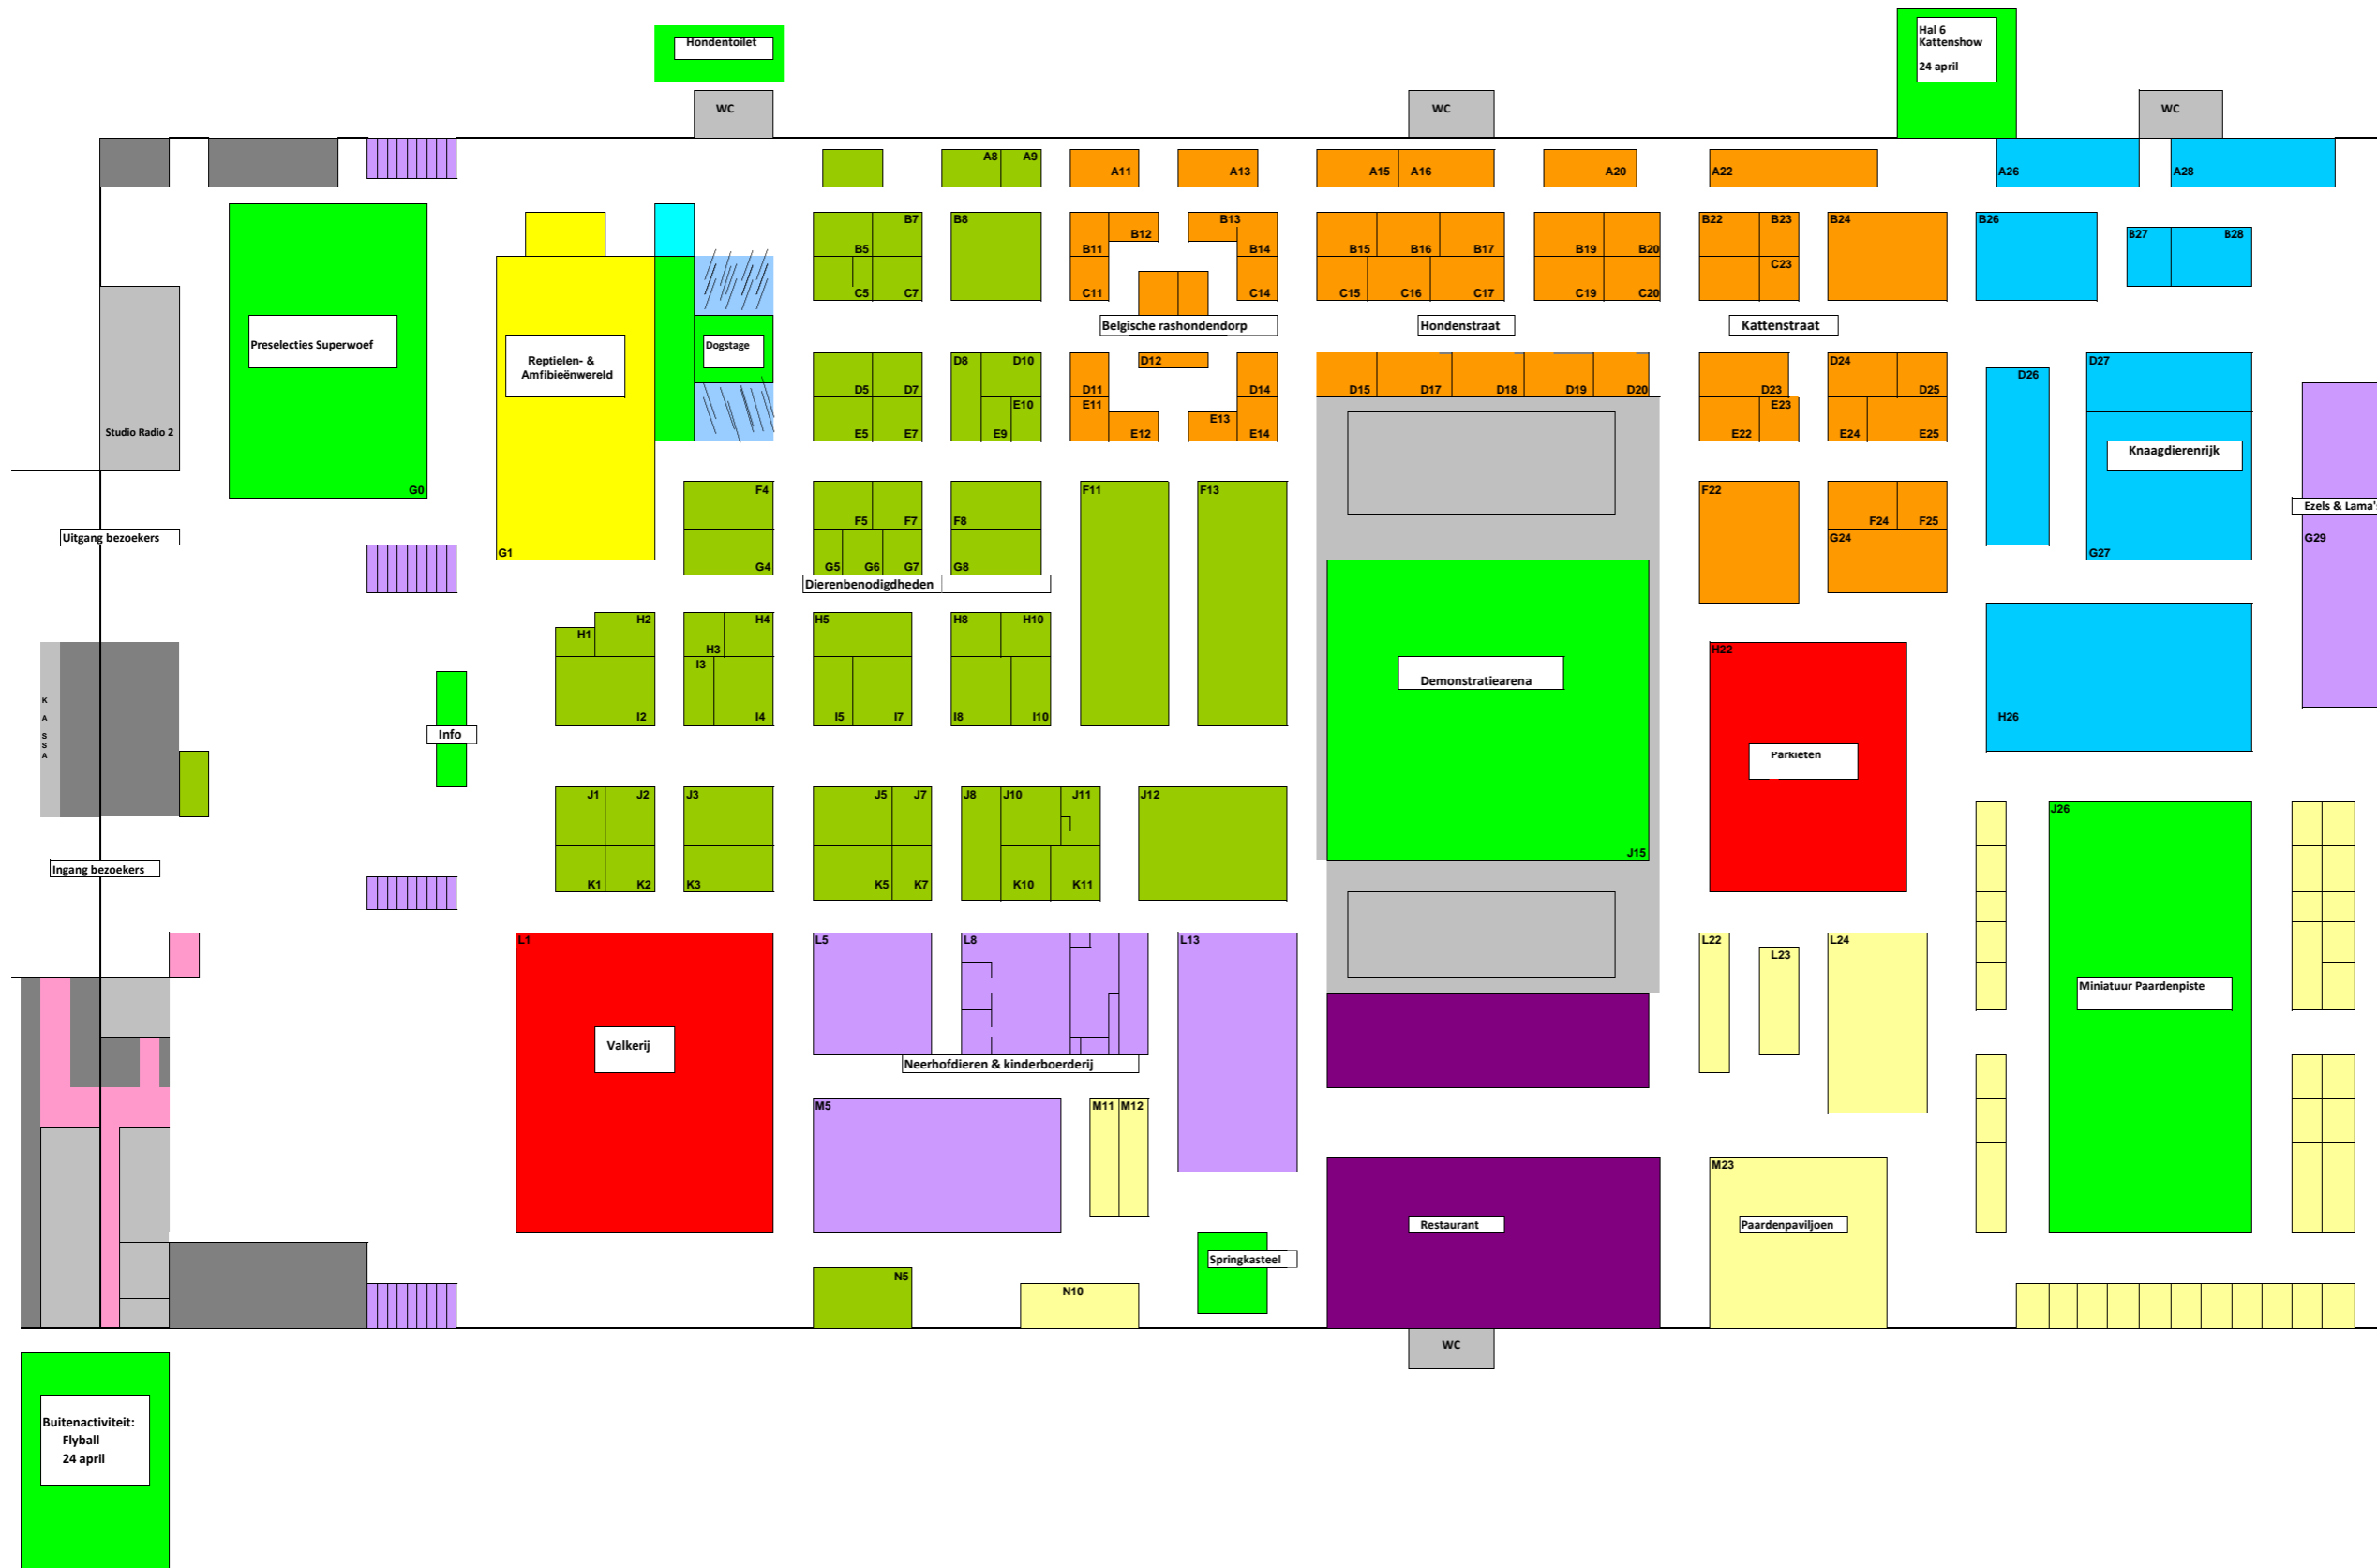 Hondentoilet
Hal 6
Kattenshow
24 april
WC
WC
WC
A8 A9 A11 A13 A15 A16 A20 A22 A26 A28
B7 B8 B13 B22 B23 B24 B26
B5 B11 B12 B14 B15 B16 B17 B19 B20 B27 B28
C23
C5 C7 C11 C14 C15 C16 C17 C19 C20
Belgische rashondendorp Hondenstraat Kattenstraat
Preselecties Superwoef
Reptielen- &
Amfibieënwereld
Dogstage
D8 D10 D12 D24 D27
D26
D5 D7 D11 D14 D15 D17 D18 D19 D20 D23 D25
E10 E11 E13 E23
Studio Radio 2
E5 E7 E9 E12 E14 E22 E24 E25
Knaagdierenrijk
G0 F4 F11 F13 F22
Ezels & Lama's
F5 F7 F8 F24 F25
Uitgang bezoekers
G1 G24 G27 G29
G4 G5 G6 G7 G8
Dierenbenodigdheden
H1 H2 H3 H4 H5 H8 H10 H22
I3
Demonstratiearena
K
A
S
S
A
I2 I4 I5 I7 I8 I10 H26
Info
Parkieten
J1 J2 J3 J5 J7 J8 J10 J11 J12 J26
J15
Ingang bezoekers
K1 K2 K3 K5 K7 K10 K11
L1 L5 L8 L13 L22 L24
L23
Miniatuur Paardenpiste
Valkerij
Neerhofdieren & kinderboerderij
M5 M11 M12
M23
Restaurant
Paardenpaviljoen
Springkasteel
N5
N10
WC
Buitenactiviteit:
Flyball
24 april